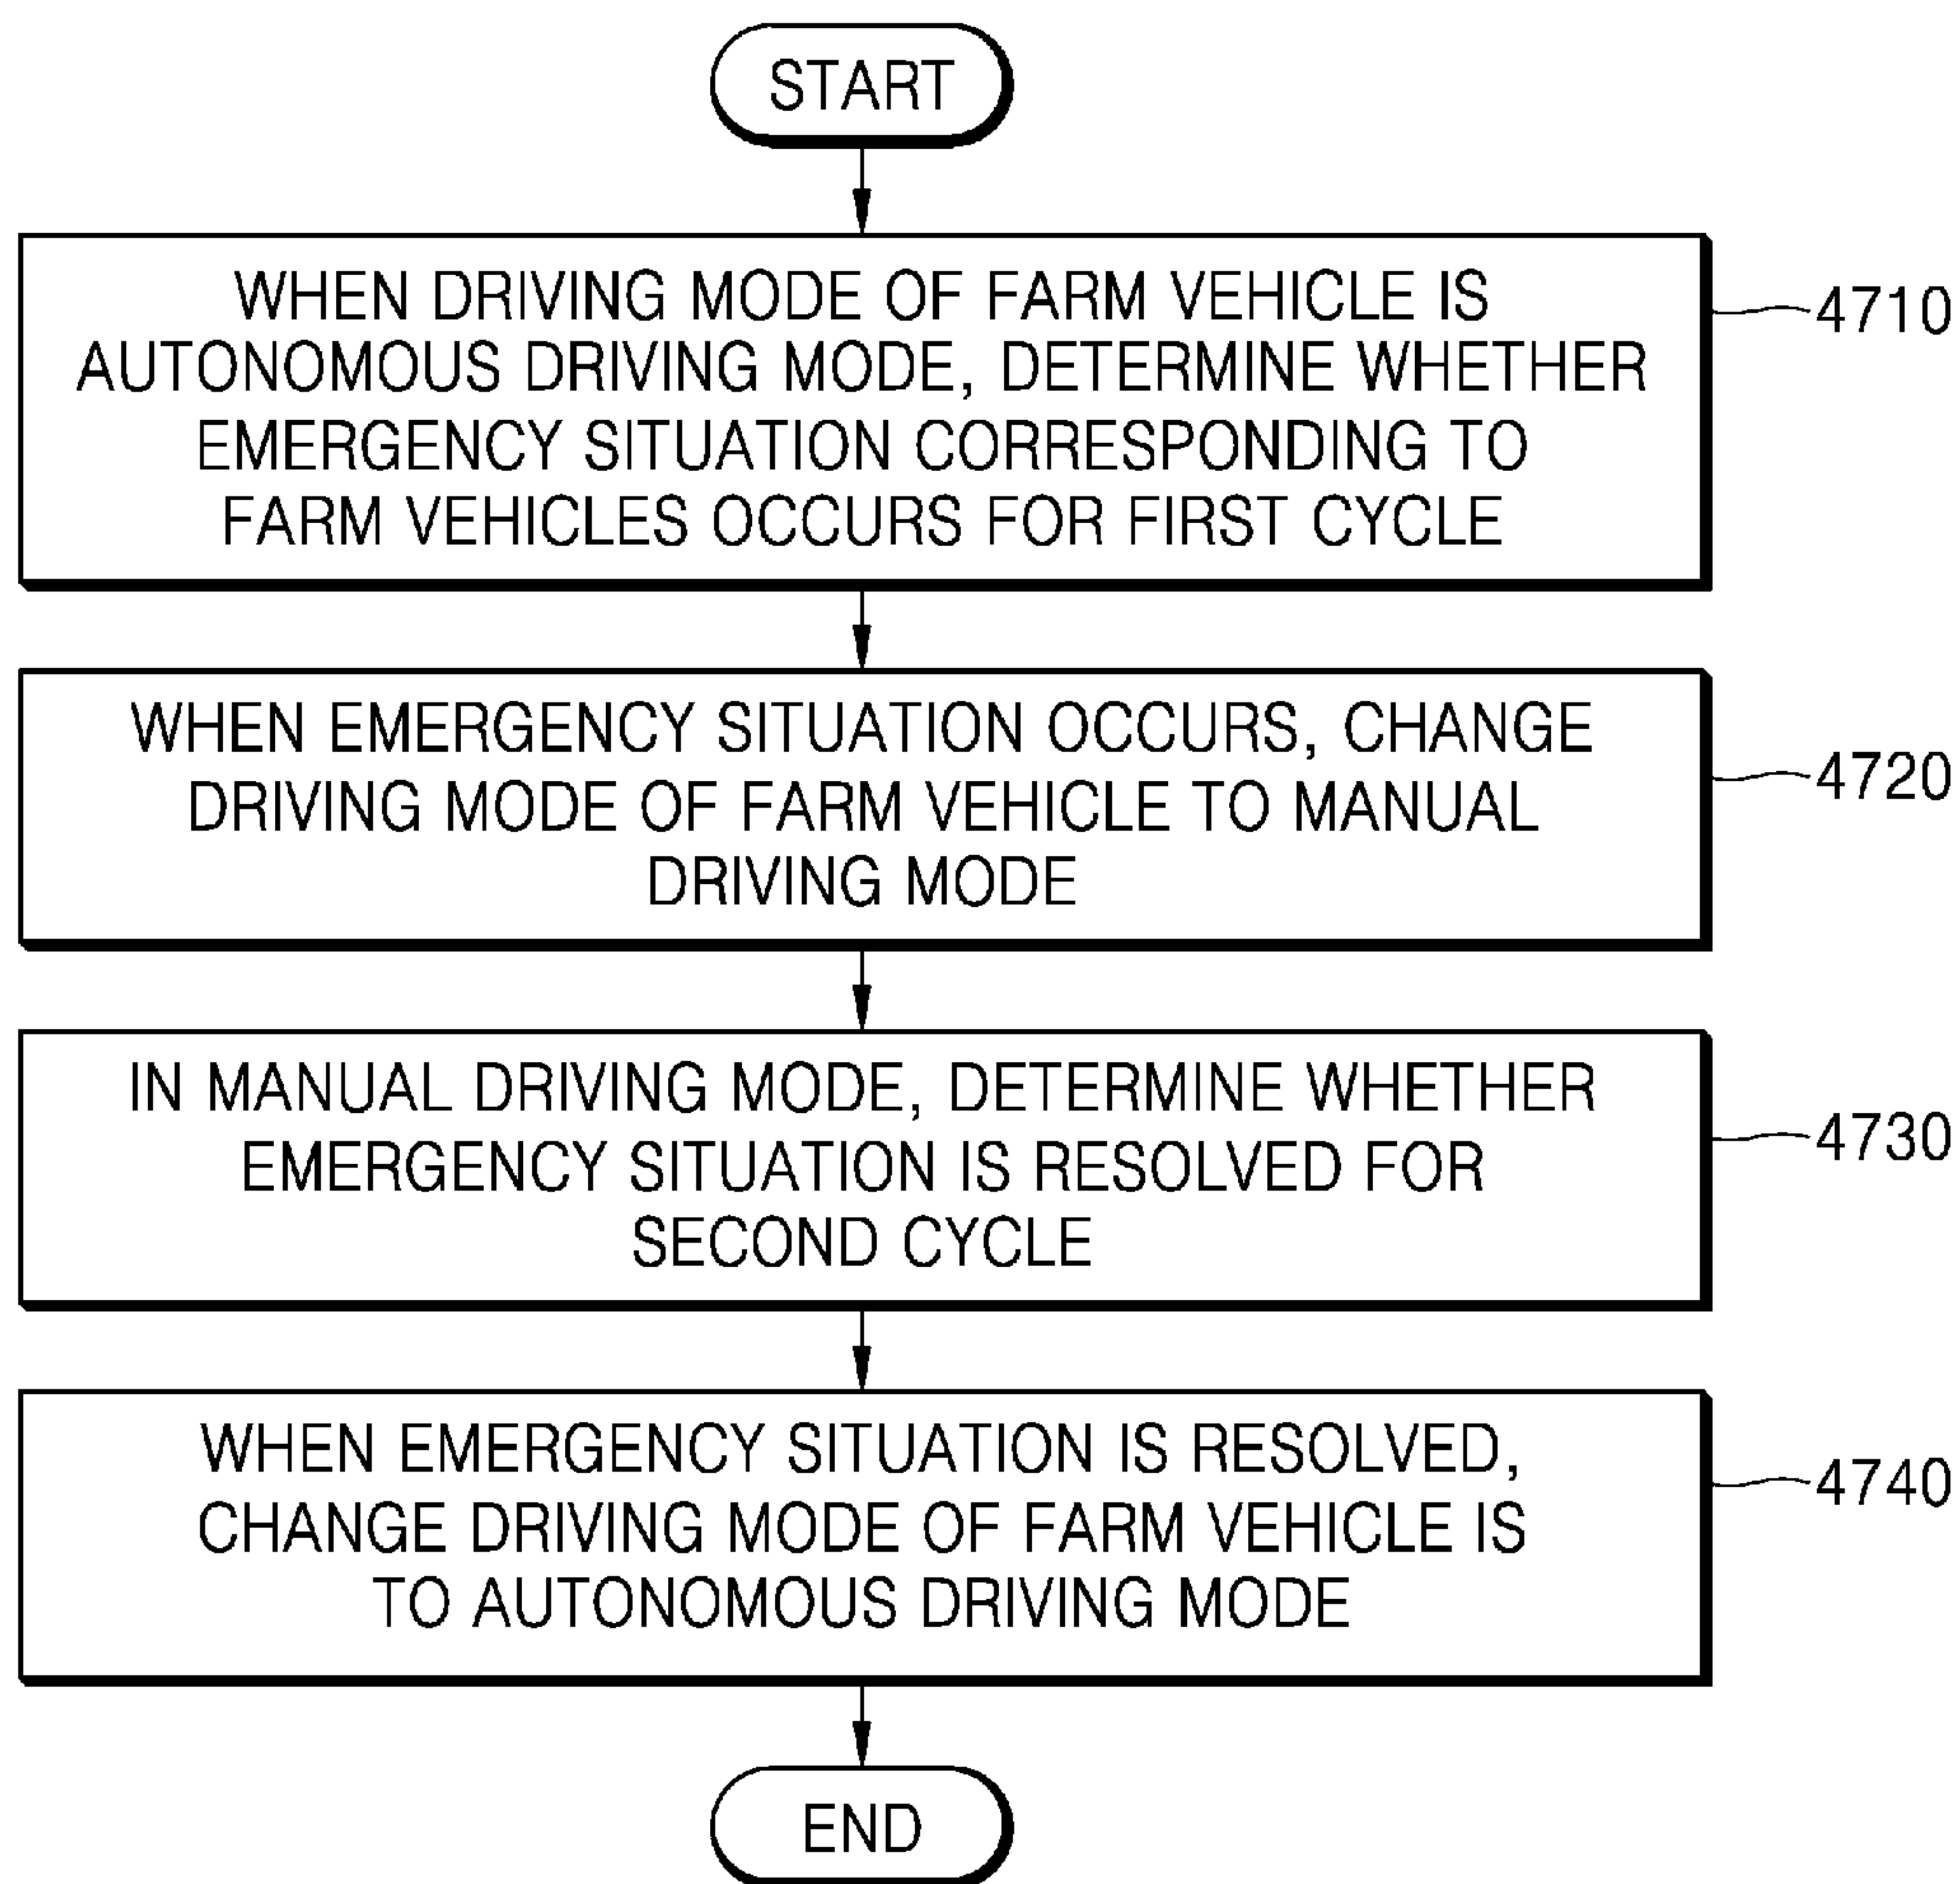 START
WHEN DRIVING MODE OF FARM VEHICLE IS
AUTONOMOUS DRIVING MODE, DETERMINE WHETHER
EMERGENCY SITUATION CORRESPONDING TO
FARM VEHICLES OCCURS FOR FIRST CYCLE
4710
WHEN EMERGENCY SITUATION OCCURS, CHANGE
DRIVING MODE OF FARM VEHICLE TO MANUAL
DRIVING MODE
4720
IN MANUAL DRIVING MODE, DETERMINE WHETHER
EMERGENCY SITUATION IS RESOLVED FOR
SECOND CYCLE
4730
WHEN EMERGENCY SITUATION IS RESOLVED,
CHANGE DRIVING MODE OF FARM VEHICLE IS
TO AUTONOMOUS DRIVING MODE
4740
END